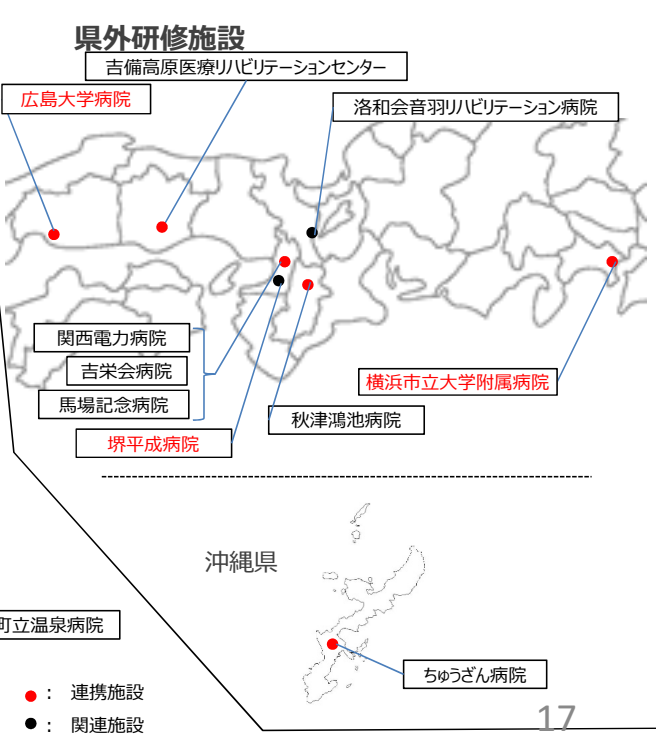 県外研修施設
吉備高原医療リハビリテーションセンター
広島大学病院
洛和会音羽リハビリテーション病院
関西電力病院
吉栄会病院
馬場記念病院
横浜市立大学附属病院
秋津鴻池病院
堺平成病院
沖縄県
町立温泉病院
ちゅうざん病院
： 連携施設
： 関連施設
17